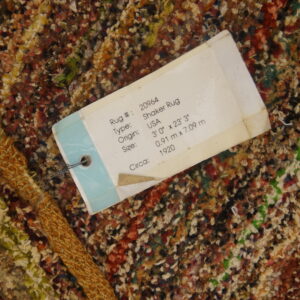 Rug #: 20964
Type: Shaker Rug
Origin: USA
Size: 3' 0" x 23' 3"
0.91 m x 7.09 m
Circa: 1920